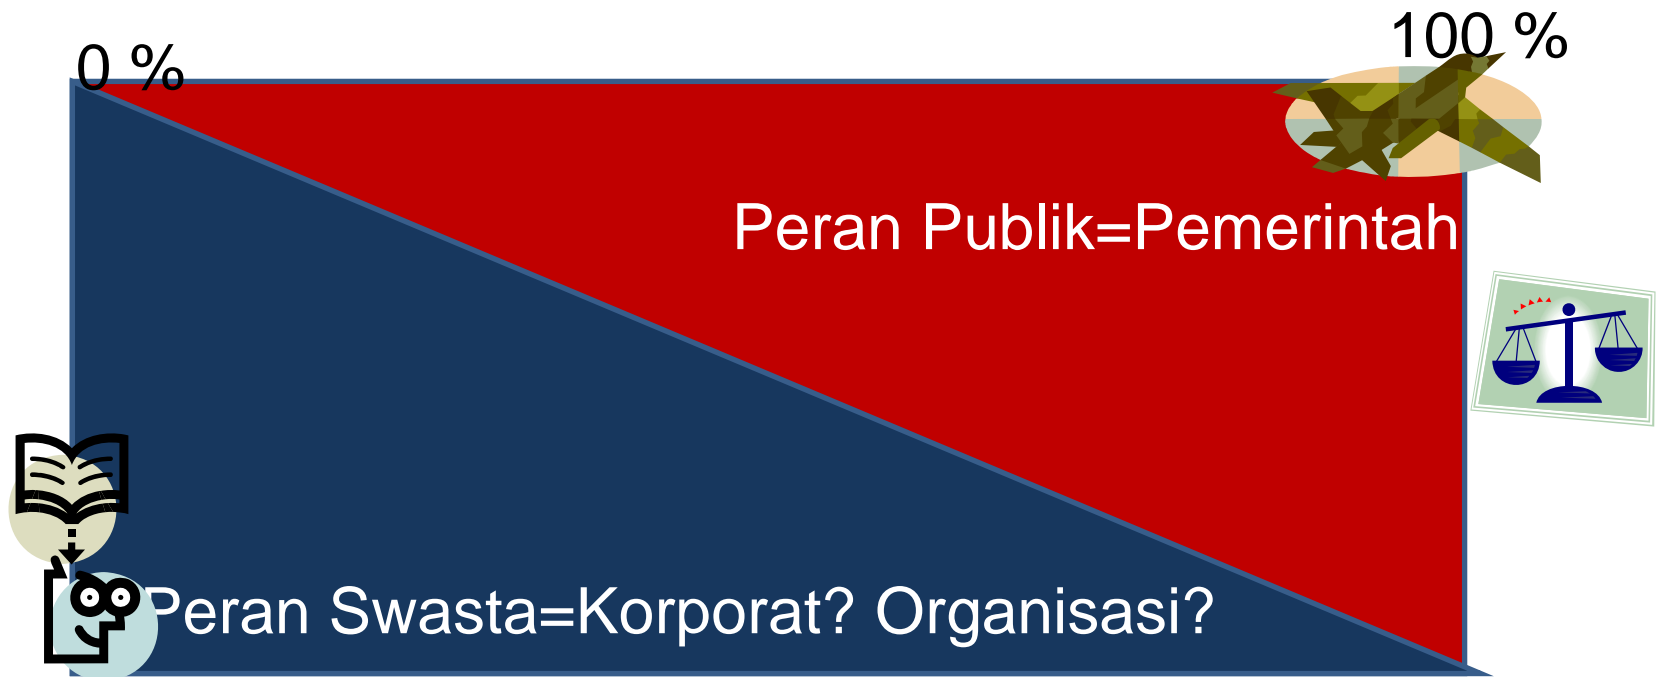 0 %
100 %
Peran Publik=Pemerintah
Peran Swasta=Korporat? Organisasi?